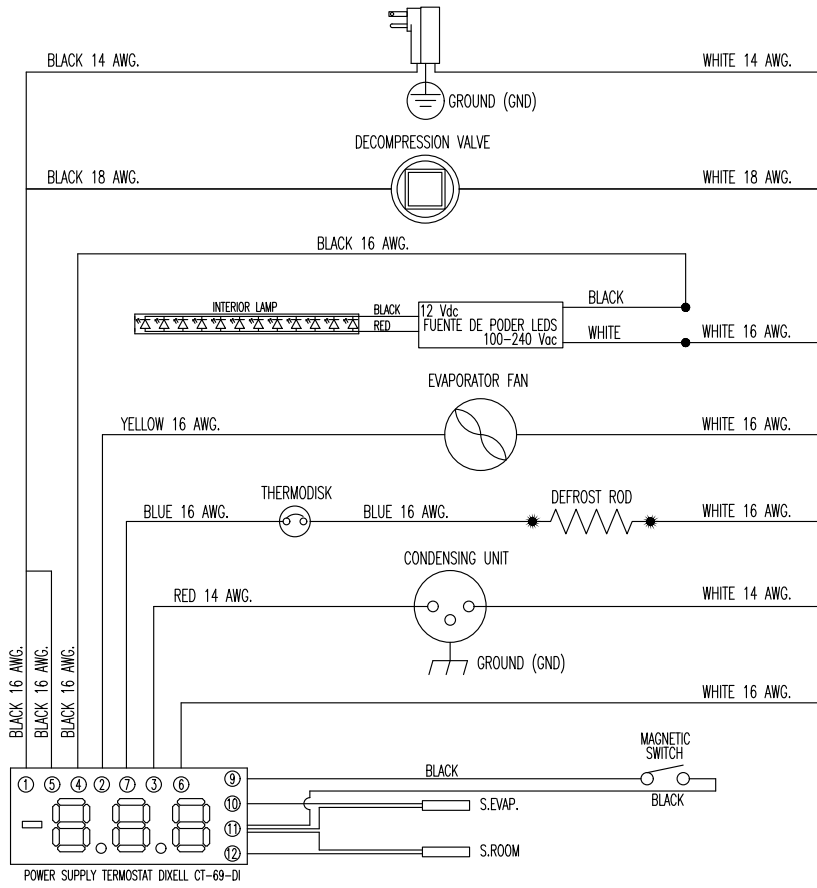 BLACK 14 AWG.
WHITE 14 AWG.
GROUND (GND)
DECOMPRESSION VALVE
BLACK 18 AWG.
WHITE 18 AWG.
BLACK 16 AWG.
INTERIOR LAMP
BLACK
RED
12 Vdc
FUENTE DE PODER LEDS
100-240 Vac
BLACK
WHITE
WHITE 16 AWG.
EVAPORATOR FAN
YELLOW 16 AWG.
WHITE 16 AWG.
THERMODISK
BLUE 16 AWG.
BLUE 16 AWG.
DEFROST ROD
WHITE 16 AWG.
CONDENSING UNIT
RED 14 AWG.
WHITE 14 AWG.
GROUND (GND)
BLACK 16 AWG.
BLACK 16 AWG.
BLACK 16 AWG.
WHITE 16 AWG.
MAGNETIC
SWITCH
BLACK
BLACK
1 5 4 2 7 3 6 9
10
11
12
-8.8.8
S.EVAP.
S.ROOM
POWER SUPPLY TERMOSTAT DIXELL CT-69-DI